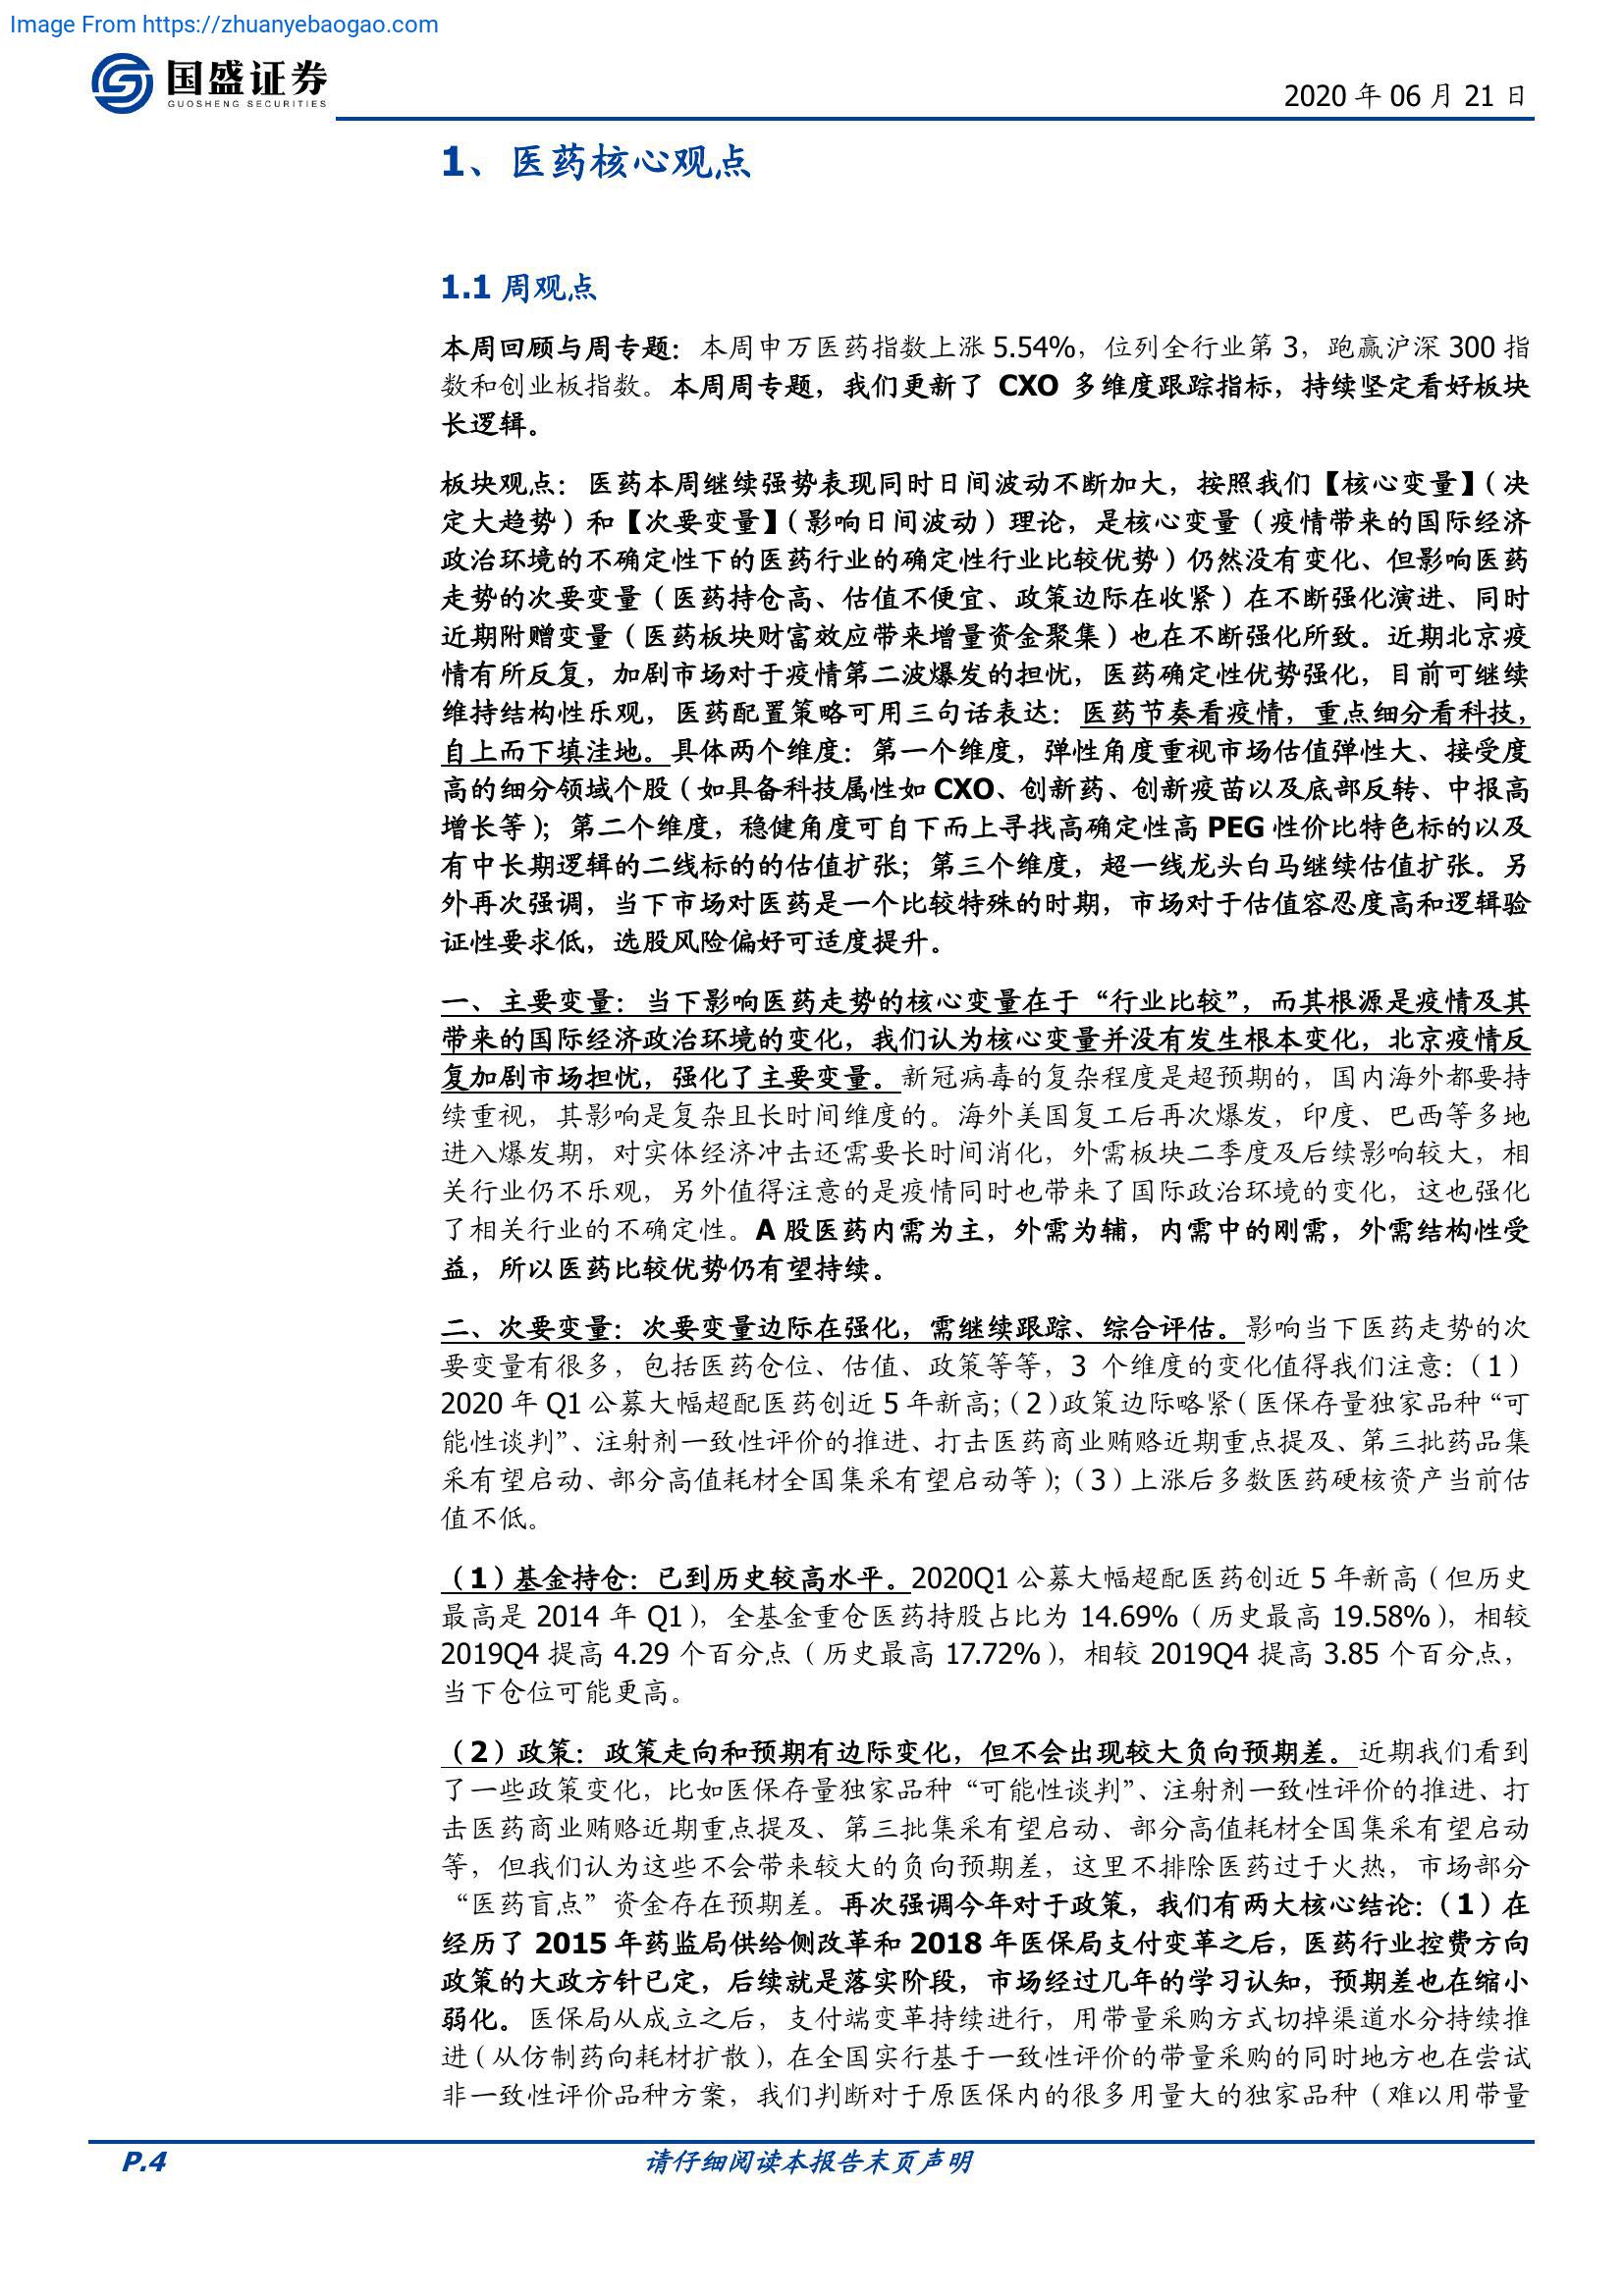 Image From https://zhuanyebaogao.com
国盛证券
GUOSHENG SECURITIES
2020 年 06 月 21 日
1、医药核心观点
1.1 周观点
本周回顾与周专题：本周申万医药指数上涨 5.54%，位列全行业第 3，跑赢沪深 300 指
数和创业板指数。本周周专题，我们更新了 CXO 多维度跟踪指标，持续坚定看好板块
长逻辑。
板块观点：医药本周继续强势表现同时日间波动不断加大，按照我们【核心变量】（决
定大趋势）和【次要变量】（影响日间波动）理论，是核心变量（疫情带来的国际经济
政治环境的不确定性下的医药行业的确定性行业比较优势）仍然没有变化、但影响医药
走势的次要变量（医药持仓高、估值不便宜、政策边际在收紧）在不断强化演进、同时
近期附赠变量（医药板块财富效应带来增量资金聚集）也在不断强化所致。近期北京疫
情有所反复，加剧市场对于疫情第二波爆发的担忧，医药确定性优势强化，目前可继续
维持结构性乐观，医药配置策略可用三句话表达：医药节奏看疫情，重点细分看科技，
自上而下填洼地。具体两个维度：第一个维度，弹性角度重视市场估值弹性大、接受度
高的细分领域个股（如具备科技属性如 CXO、创新药、创新疫苗以及底部反转、中报高
增长等）；第二个维度，稳健角度可自下而上寻找高确定性高 PEG 性价比特色标的以及
有中长期逻辑的二线标的的估值扩张；第三个维度，超一线龙头白马继续估值扩张。另
外再次强调，当下市场对医药是一个比较特殊的时期，市场对于估值容忍度高和逻辑验
证性要求低，选股风险偏好可适度提升。
一、主要变量：当下影响医药走势的核心变量在于“行业比较”，而其根源是疫情及其
带来的国际经济政治环境的变化，我们认为核心变量并没有发生根本变化，北京疫情反
复加剧市场担忧，强化了主要变量。新冠病毒的复杂程度是超预期的，国内海外都要持
续重视，其影响是复杂且长时间维度的。海外美国复工后再次爆发，印度、巴西等多地
进入爆发期，对实体经济冲击还需要长时间消化，外需板块二季度及后续影响较大，相
关行业仍不乐观，另外值得注意的是疫情同时也带来了国际政治环境的变化，这也强化
了相关行业的不确定性。A 股医药内需为主，外需为辅，内需中的刚需，外需结构性受
益，所以医药比较优势仍有望持续。
二、次要变量：次要变量边际在强化，需继续跟踪、综合评估。影响当下医药走势的次
要变量有很多，包括医药仓位、估值、政策等等，3 个维度的变化值得我们注意：（1）
2020 年 Q1 公募大幅超配医药创近 5 年新高；（2）政策边际略紧（医保存量独家品种“可
能性谈判”、注射剂一致性评价的推进、打击医药商业贿赂近期重点提及、第三批药品集
采有望启动、部分高值耗材全国集采有望启动等）；（3）上涨后多数医药硬核资产当前估
值不低。
（1）基金持仓：已到历史较高水平。2020Q1 公募大幅超配医药创近 5 年新高（但历史
最高是 2014 年 Q1），全基金重仓医药持股占比为 14.69%（历史最高 19.58%），相较
2019Q4 提高 4.29 个百分点（历史最高 17.72%），相较 2019Q4 提高 3.85 个百分点，
当下仓位可能更高。
（2）政策：政策走向和预期有边际变化，但不会出现较大负向预期差。近期我们看到
了一些政策变化，比如医保存量独家品种“可能性谈判”、注射剂一致性评价的推进、打
击医药商业贿赂近期重点提及、第三批集采有望启动、部分高值耗材全国集采有望启动
等，但我们认为这些不会带来较大的负向预期差，这里不排除医药过于火热，市场部分
“医药盲点”资金存在预期差。再次强调今年对于政策，我们有两大核心结论：（1）在
经历了 2015 年药监局供给侧改革和 2018 年医保局支付变革之后，医药行业控费方向
政策的大政方针已定，后续就是落实阶段，市场经过几年的学习认知，预期差也在缩小
弱化。医保局从成立之后，支付端变革持续进行，用带量采购方式切掉渠道水分持续推
进（从仿制药向耗材扩散），在全国实行基于一致性评价的带量采购的同时地方也在尝试
非一致性评价品种方案，我们判断对于原医保内的很多用量大的独家品种（难以用带量
P.4
请仔细阅读本报告末页声明